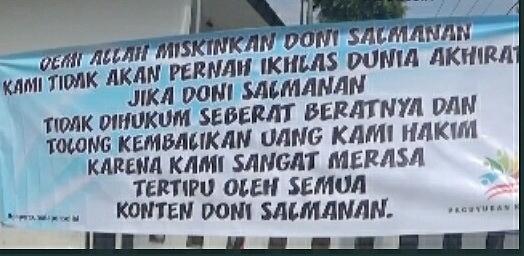 DEMI ALLAH MISKINKAN DONI SALMANAN
KAMI TIDAK AKAN PERNAH IKHLAS DUNIA AKHIRAT
JIKA DONI SALMANAN
TIDAK DIHUKUM SEBERAT BERATNYA DAN
TOLONG KEMBALIKAN UANG KAMI HAKIM
KARENA KAMI SANGAT MERASA
TERTIPU OLEH SEMUA
KONTEN DONI SALMANAN.
PAGUYUBAN